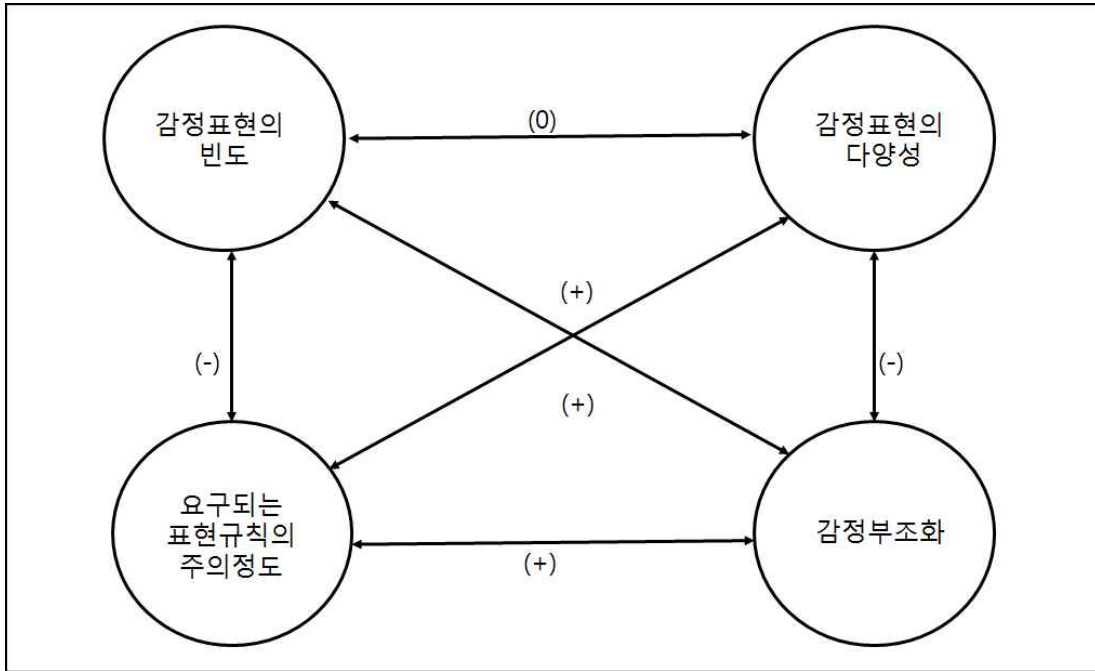 감정표현의
빈도
(0)
감정표현의
다양성
(+)
(-)
(-)
(+)
요구되는
표현규칙의
주의정도
(+)
감정부조화